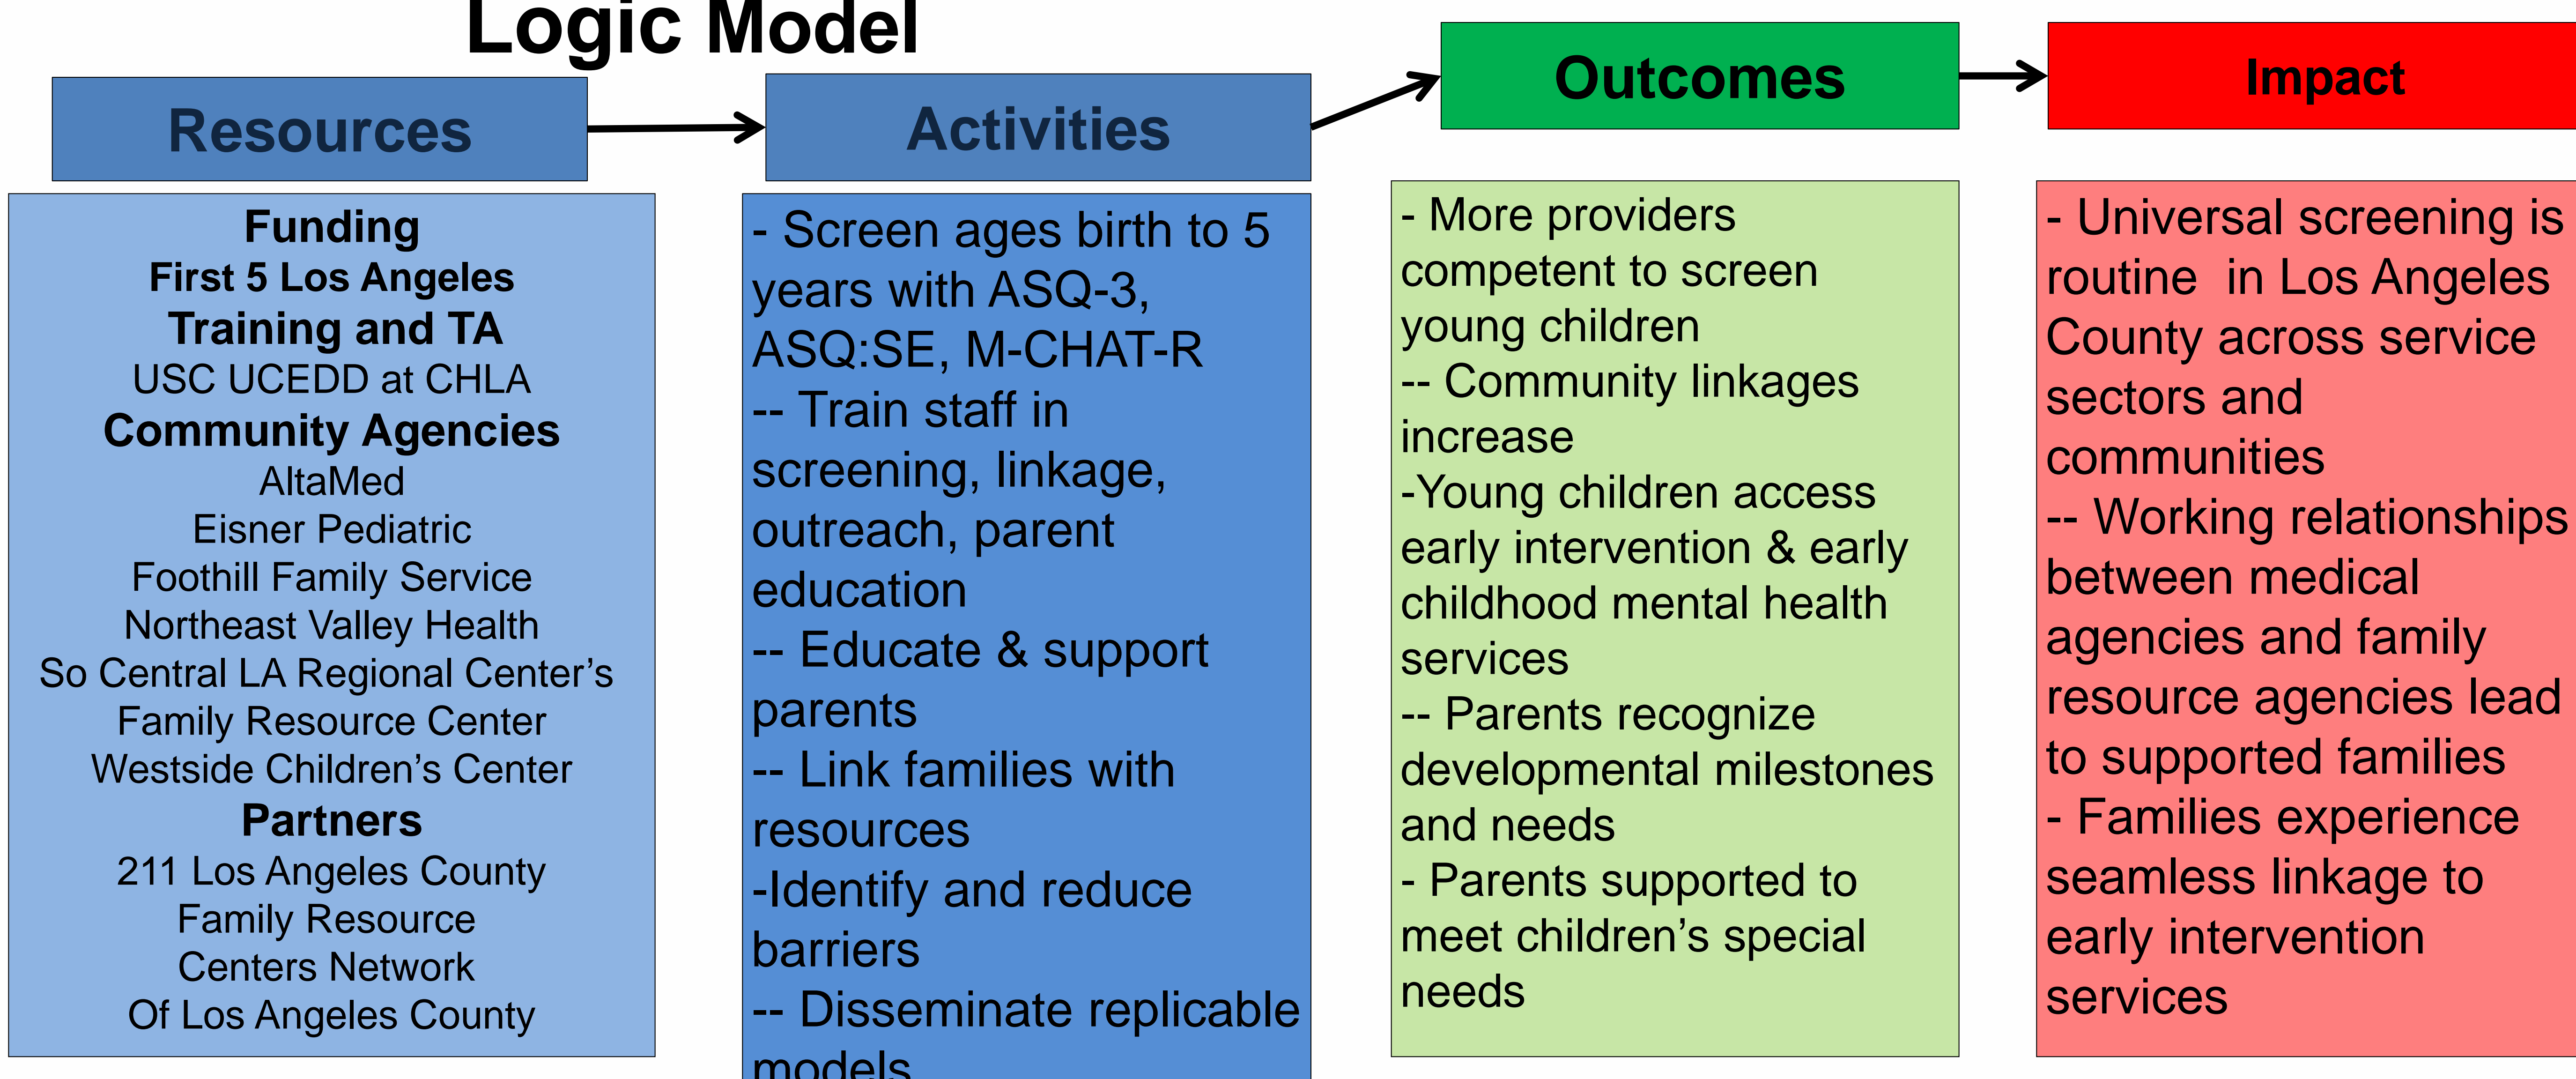 Logic Model
Resources
Activities
Outcomes
Impact
Funding
First 5 Los Angeles
Training and TA
USC UCEDD at CHLA
Community Agencies
AltaMed
Eisner Pediatric
Foothill Family Service
Northeast Valley Health
So Central LA Regional Center’s
Family Resource Center
Westside Children’s Center
Partners
211 Los Angeles County
Family Resource
Centers Network
Of Los Angeles County
- Screen ages birth to 5
years with ASQ-3,
ASQ:SE, M-CHAT-R
-- Train staff in
screening, linkage,
outreach, parent
education
-- Educate & support
parents
-- Link families with
resources
-Identify and reduce
barriers
-- Disseminate replicable
models
- More providers
competent to screen
young children
-- Community linkages
increase
-Young children access
early intervention & early
childhood mental health
services
-- Parents recognize
developmental milestones
and needs
- Parents supported to
meet children’s special
needs
- Universal screening is
routine  in Los Angeles
County across service
sectors and
communities
-- Working relationships
between medical
agencies and family
resource agencies lead
to supported families
- Families experience
seamless linkage to
early intervention
services